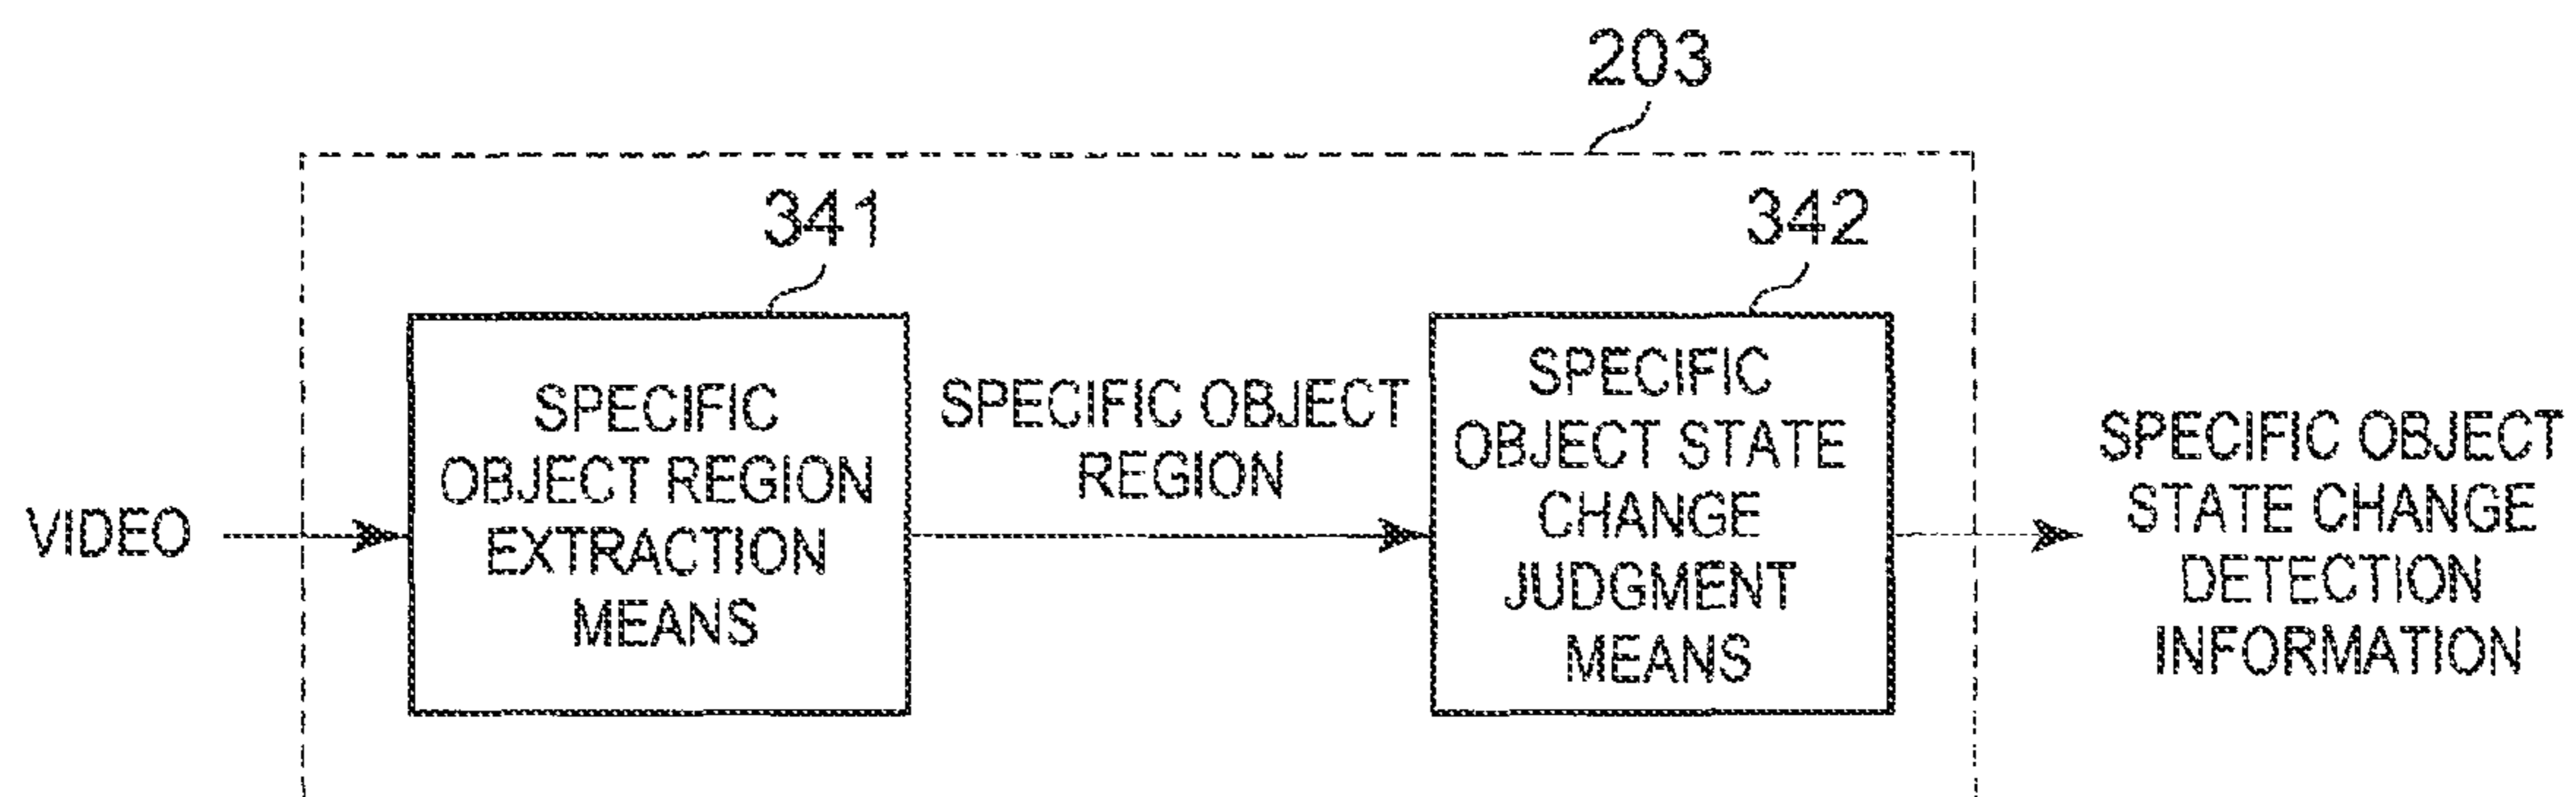 203
341
342
VIDEO
SPECIFIC
OBJECT REGION
EXTRACTION
MEANS
SPECIFIC OBJECT
REGION
SPECIFIC
OBJECT STATE
CHANGE
JUDGMENT
MEANS
SPECIFIC OBJECT
STATE CHANGE
DETECTION
INFORMATION